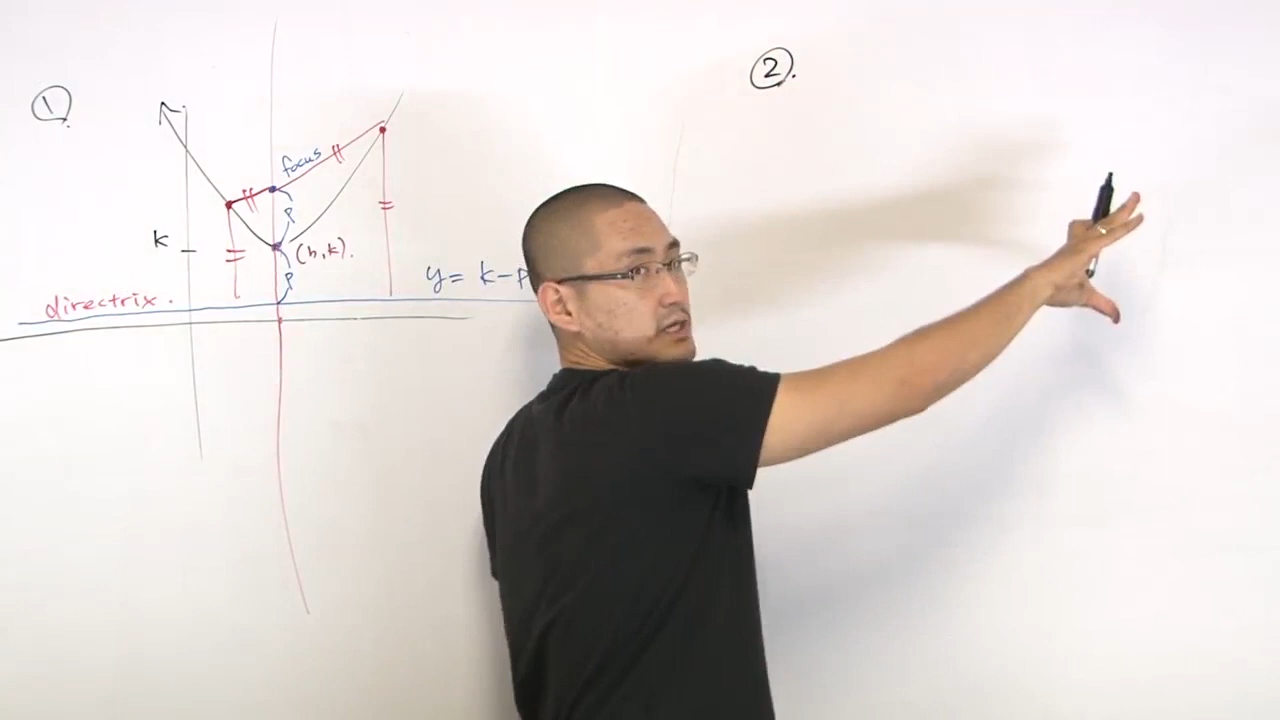 ①.
focus
p
k
(h,k).
p
y = k-p
directrix.
②.